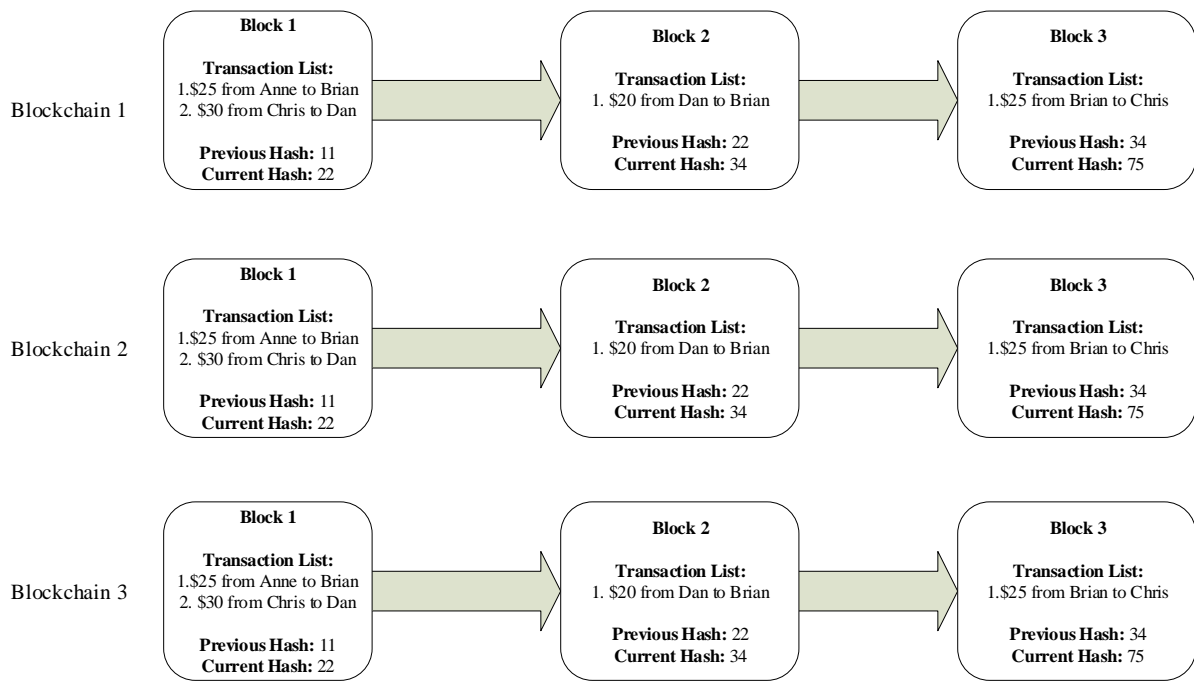 Blockchain 1
Block 1
Transaction List:
1.$25 from Anne to Brian
2. $30 from Chris to Dan
Previous Hash: 11
Current Hash: 22
Block 2
Transaction List:
1. $20 from Dan to Brian
Previous Hash: 22
Current Hash: 34
Block 3
Transaction List:
1.$25 from Brian to Chris
Previous Hash: 34
Current Hash: 75
Blockchain 2
Block 1
Transaction List:
1.$25 from Anne to Brian
2. $30 from Chris to Dan
Previous Hash: 11
Current Hash: 22
Block 2
Transaction List:
1. $20 from Dan to Brian
Previous Hash: 22
Current Hash: 34
Block 3
Transaction List:
1.$25 from Brian to Chris
Previous Hash: 34
Current Hash: 75
Blockchain 3
Block 1
Transaction List:
1.$25 from Anne to Brian
2. $30 from Chris to Dan
Previous Hash: 11
Current Hash: 22
Block 2
Transaction List:
1. $20 from Dan to Brian
Previous Hash: 22
Current Hash: 34
Block 3
Transaction List:
1.$25 from Brian to Chris
Previous Hash: 34
Current Hash: 75